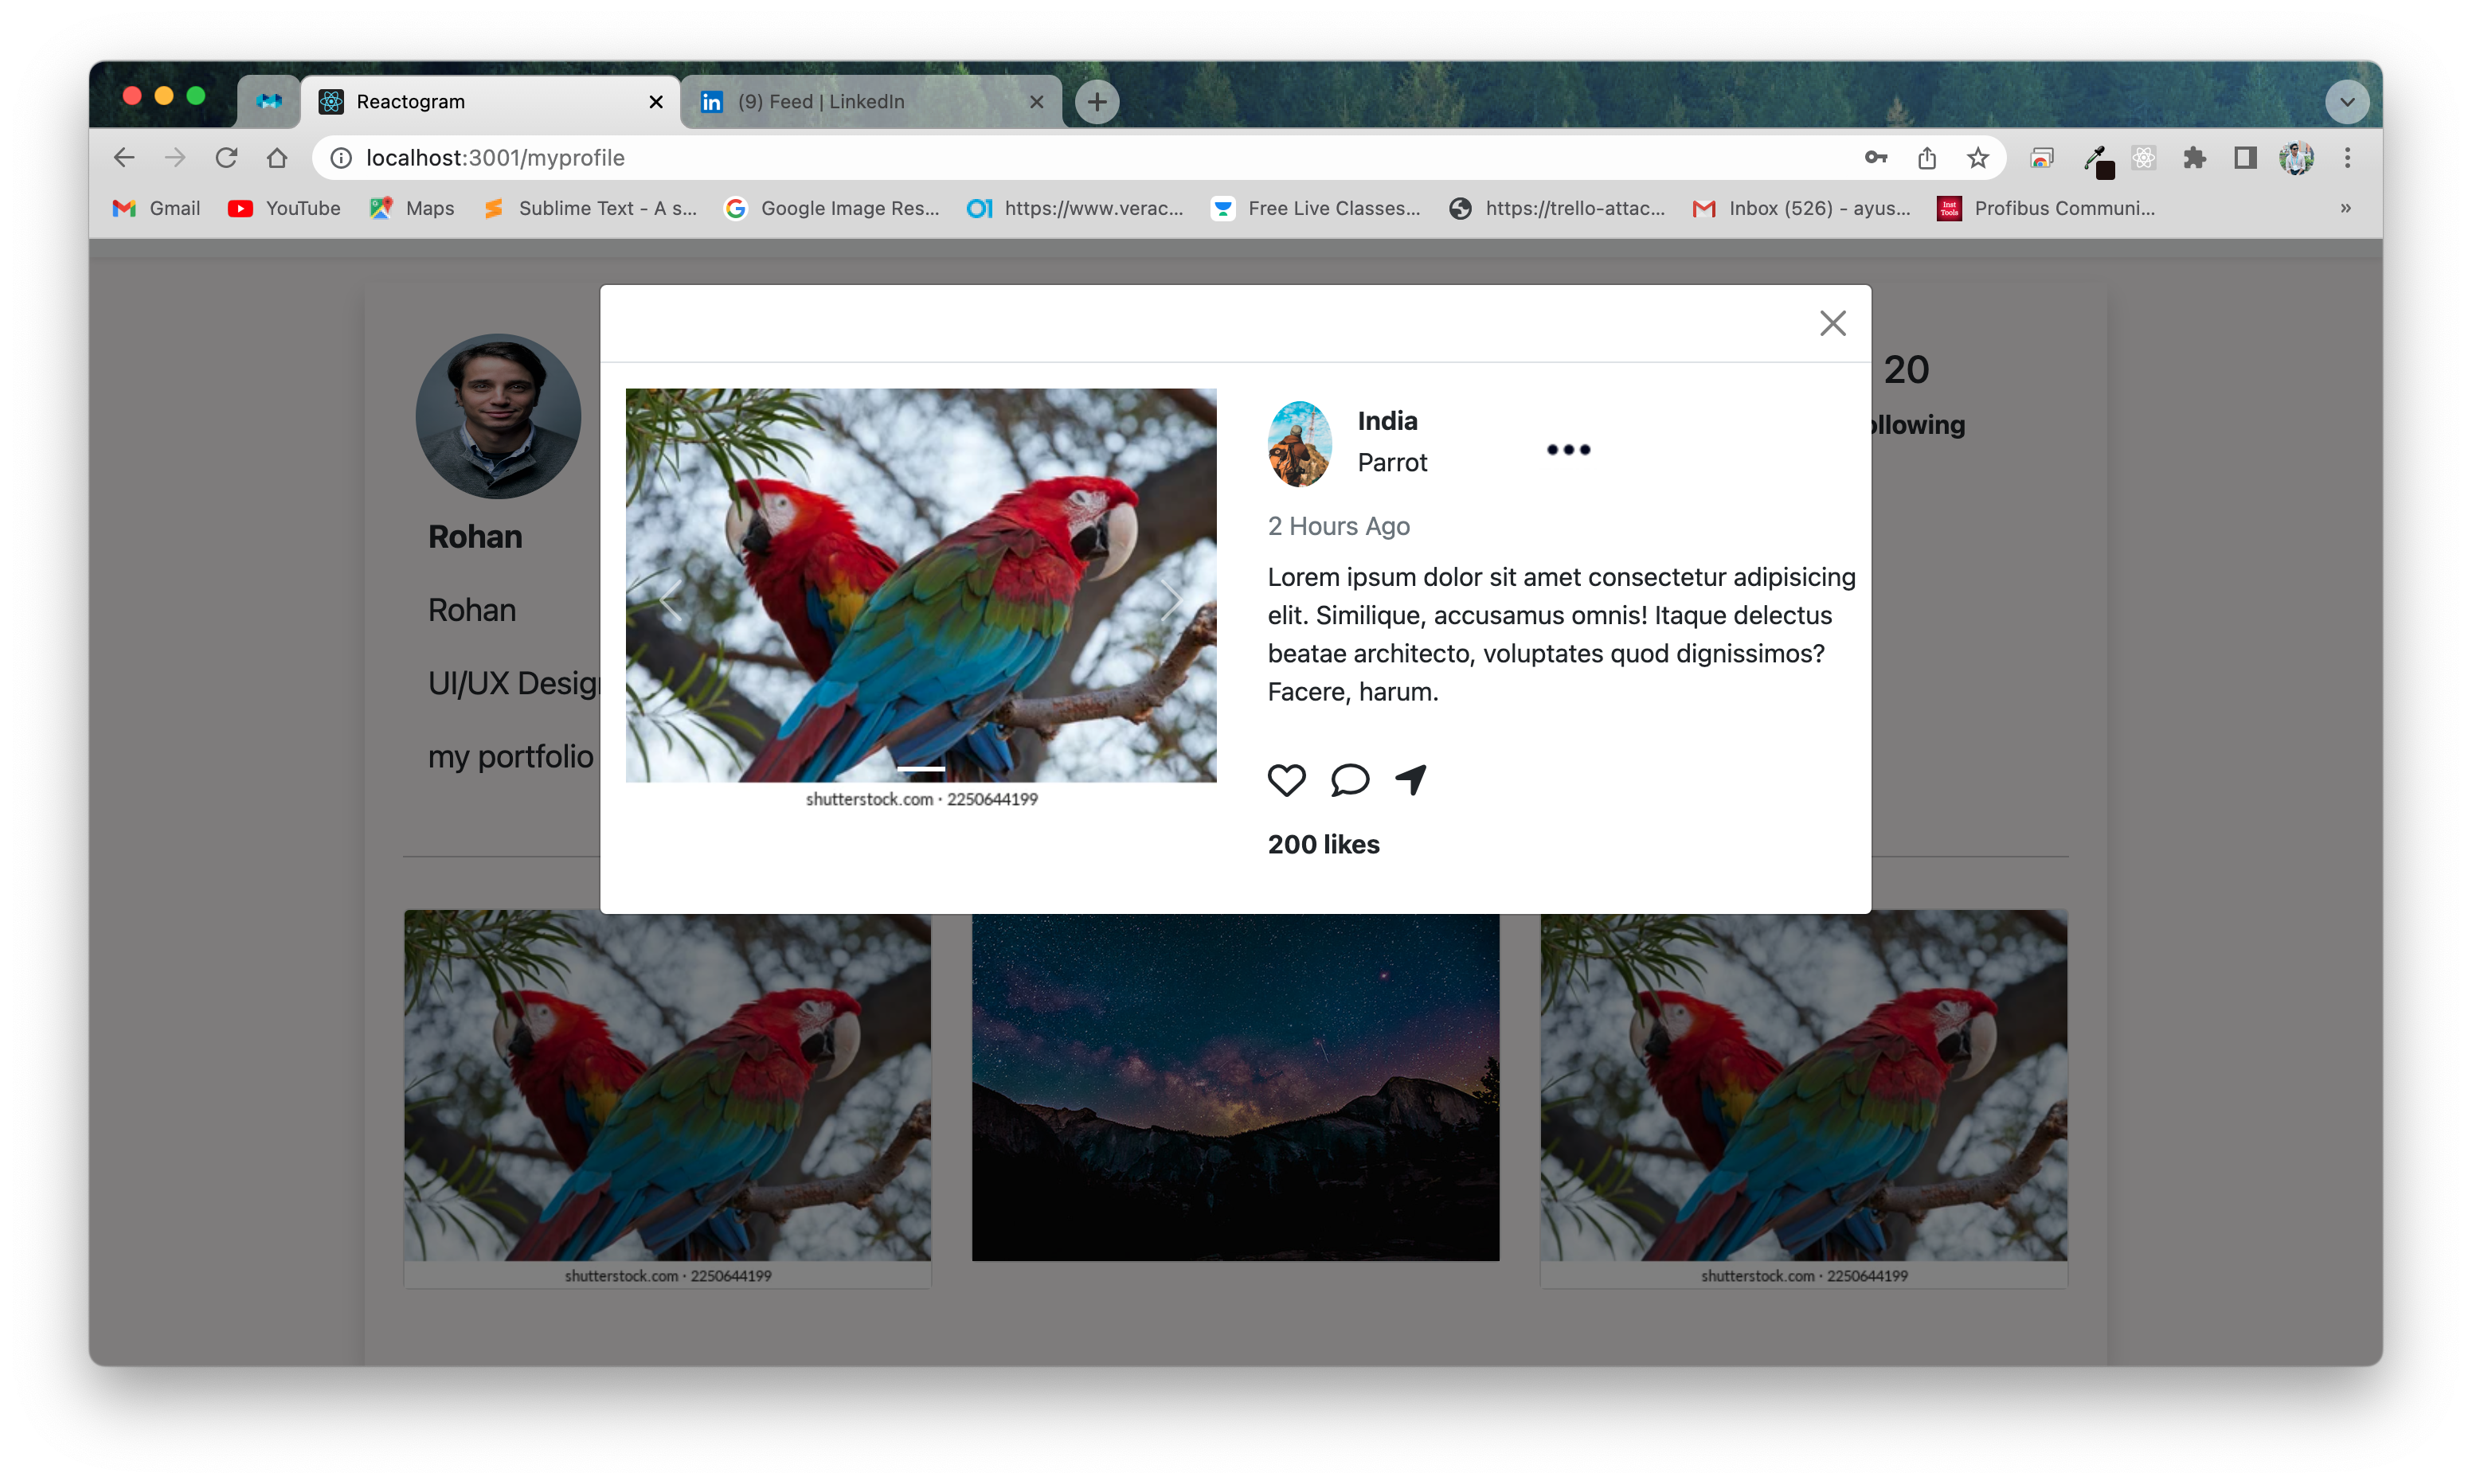 Reactogram
(9) Feed | LinkedIn
localhost:3001/myprofile
Gmail
YouTube
Maps
Sublime Text - A s...
Google Image Res...
https://www.verac...
Free Live Classes...
https://trello-attac...
Inbox (526) - ayus...
Inst Tools
Profibus Communi...
»
Rohan
Rohan
UI/UX Desig
my portfolio
20
ollowing
India
Parrot
2 Hours Ago
Lorem ipsum dolor sit amet consectetur adipisicing
elit. Similique, accusamus omnis! Itaque delectus
beatae architecto, voluptates quod dignissimos?
Facere, harum.
200 likes
shutterstock.com · 2250644199
shutterstock.com · 2250644199
shutterstock.com · 2250644199